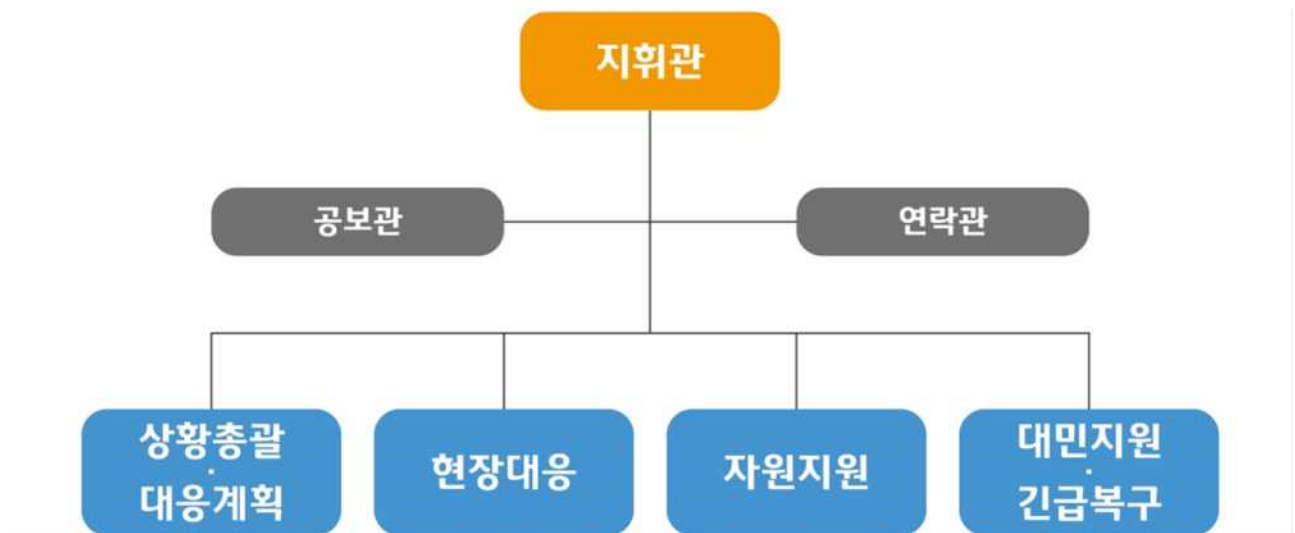 지휘관
공보관
연락관
상황총괄
·
대응계획
현장대응
자원지원
대민지원
·
긴급복구